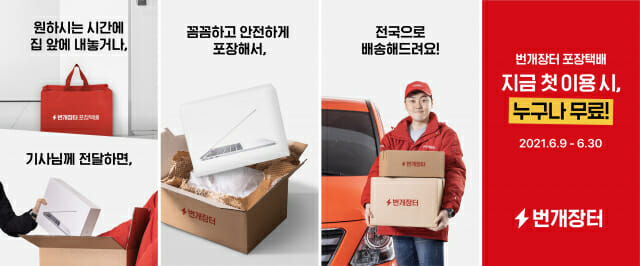 원하시는 시간에
집 앞에 내놓거나,
번개장터 포장택배
기사님께 전달하면,
꼼꼼하고 안전하게
포장해서,
번개장터
전국으로
배송해드려요!
번개장터
번개장터
번개장터 포장택배
지금 첫 이용 시,
누구나 무료!
2021.6.9 - 6.30
번개장터